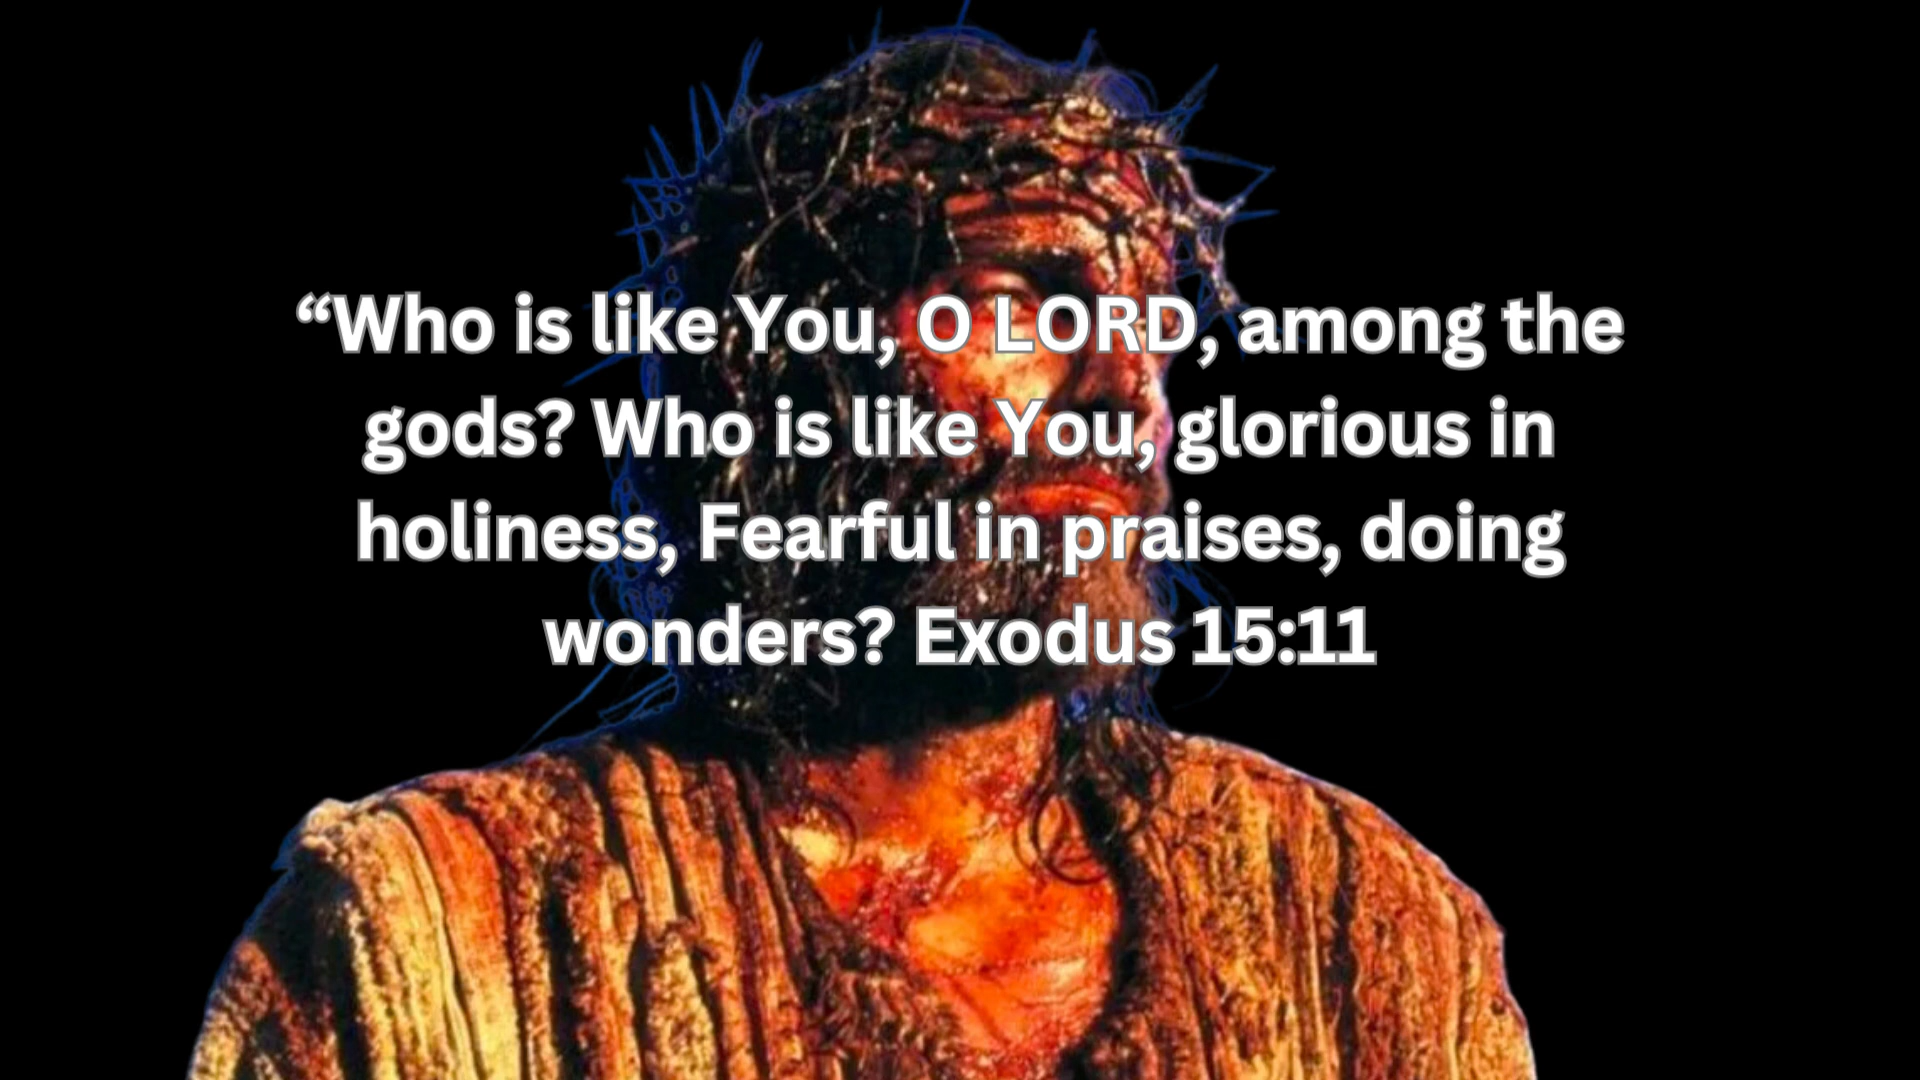 “Who is like You, O LORD, among the
gods? Who is like You, glorious in
holiness, Fearful in praises, doing
wonders? Exodus 15:11